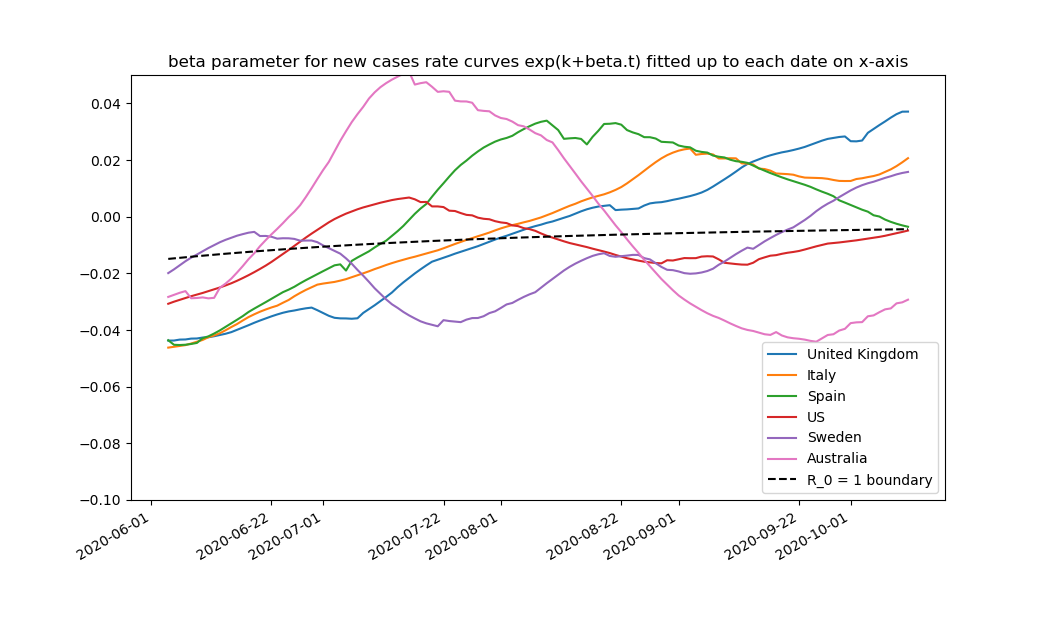 beta parameter for new cases rate curves exp(k+beta.t) fitted up to each date on x-axis
0.04
0.02
0.00
−0.02
−0.04
−0.06
−0.08
−0.10
United Kingdom
Italy
Spain
US
Sweden
Australia
R_0 = 1 boundary
2020-06-01
2020-06-22
2020-07-01
2020-07-22
2020-08-01
2020-08-22
2020-09-01
2020-09-22
2020-10-01